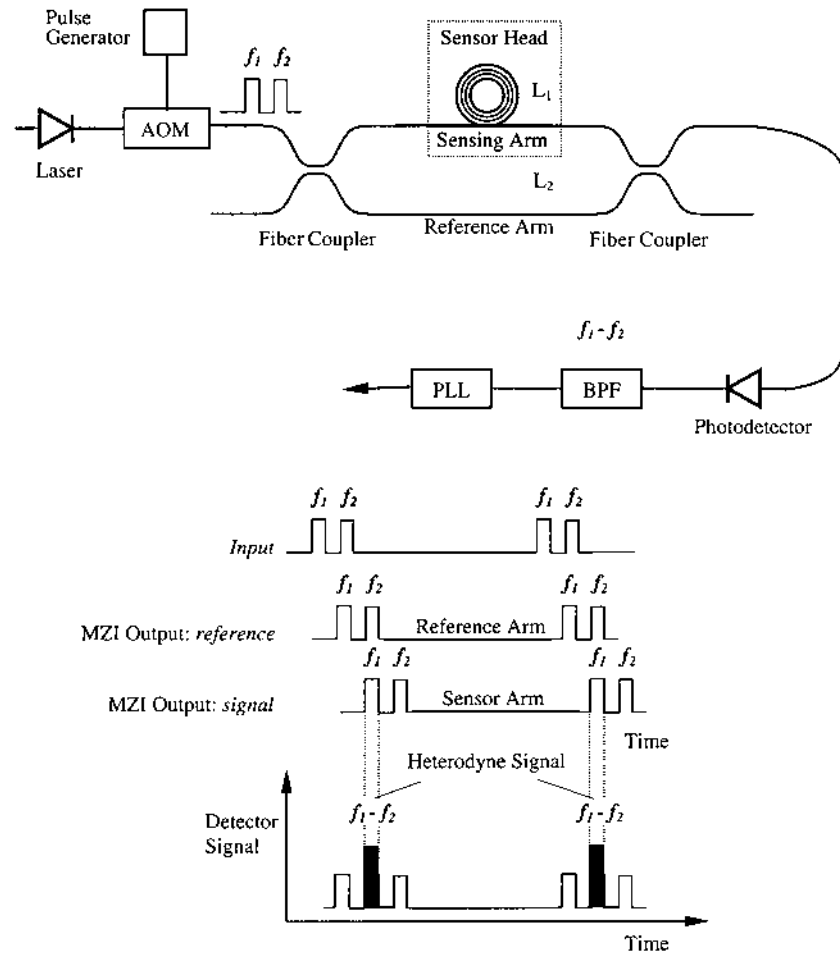 Pulse
Generator
f1 f2
Sensor Head
L1
AOM
Sensing Arm
Laser
L2
Fiber Coupler
Reference Arm
Fiber Coupler
f1 - f2
PLL
BPF
Photodetector
f1 f2
f1 f2
Input
f1 f2
f1 f2
MZI Output: reference
Reference Arm
f1 f2
f1 f2
MZI Output: signal
Sensor Arm
Time
Heterodyne Signal
f1 - f2
f1 - f2
Detector
Signal
Time